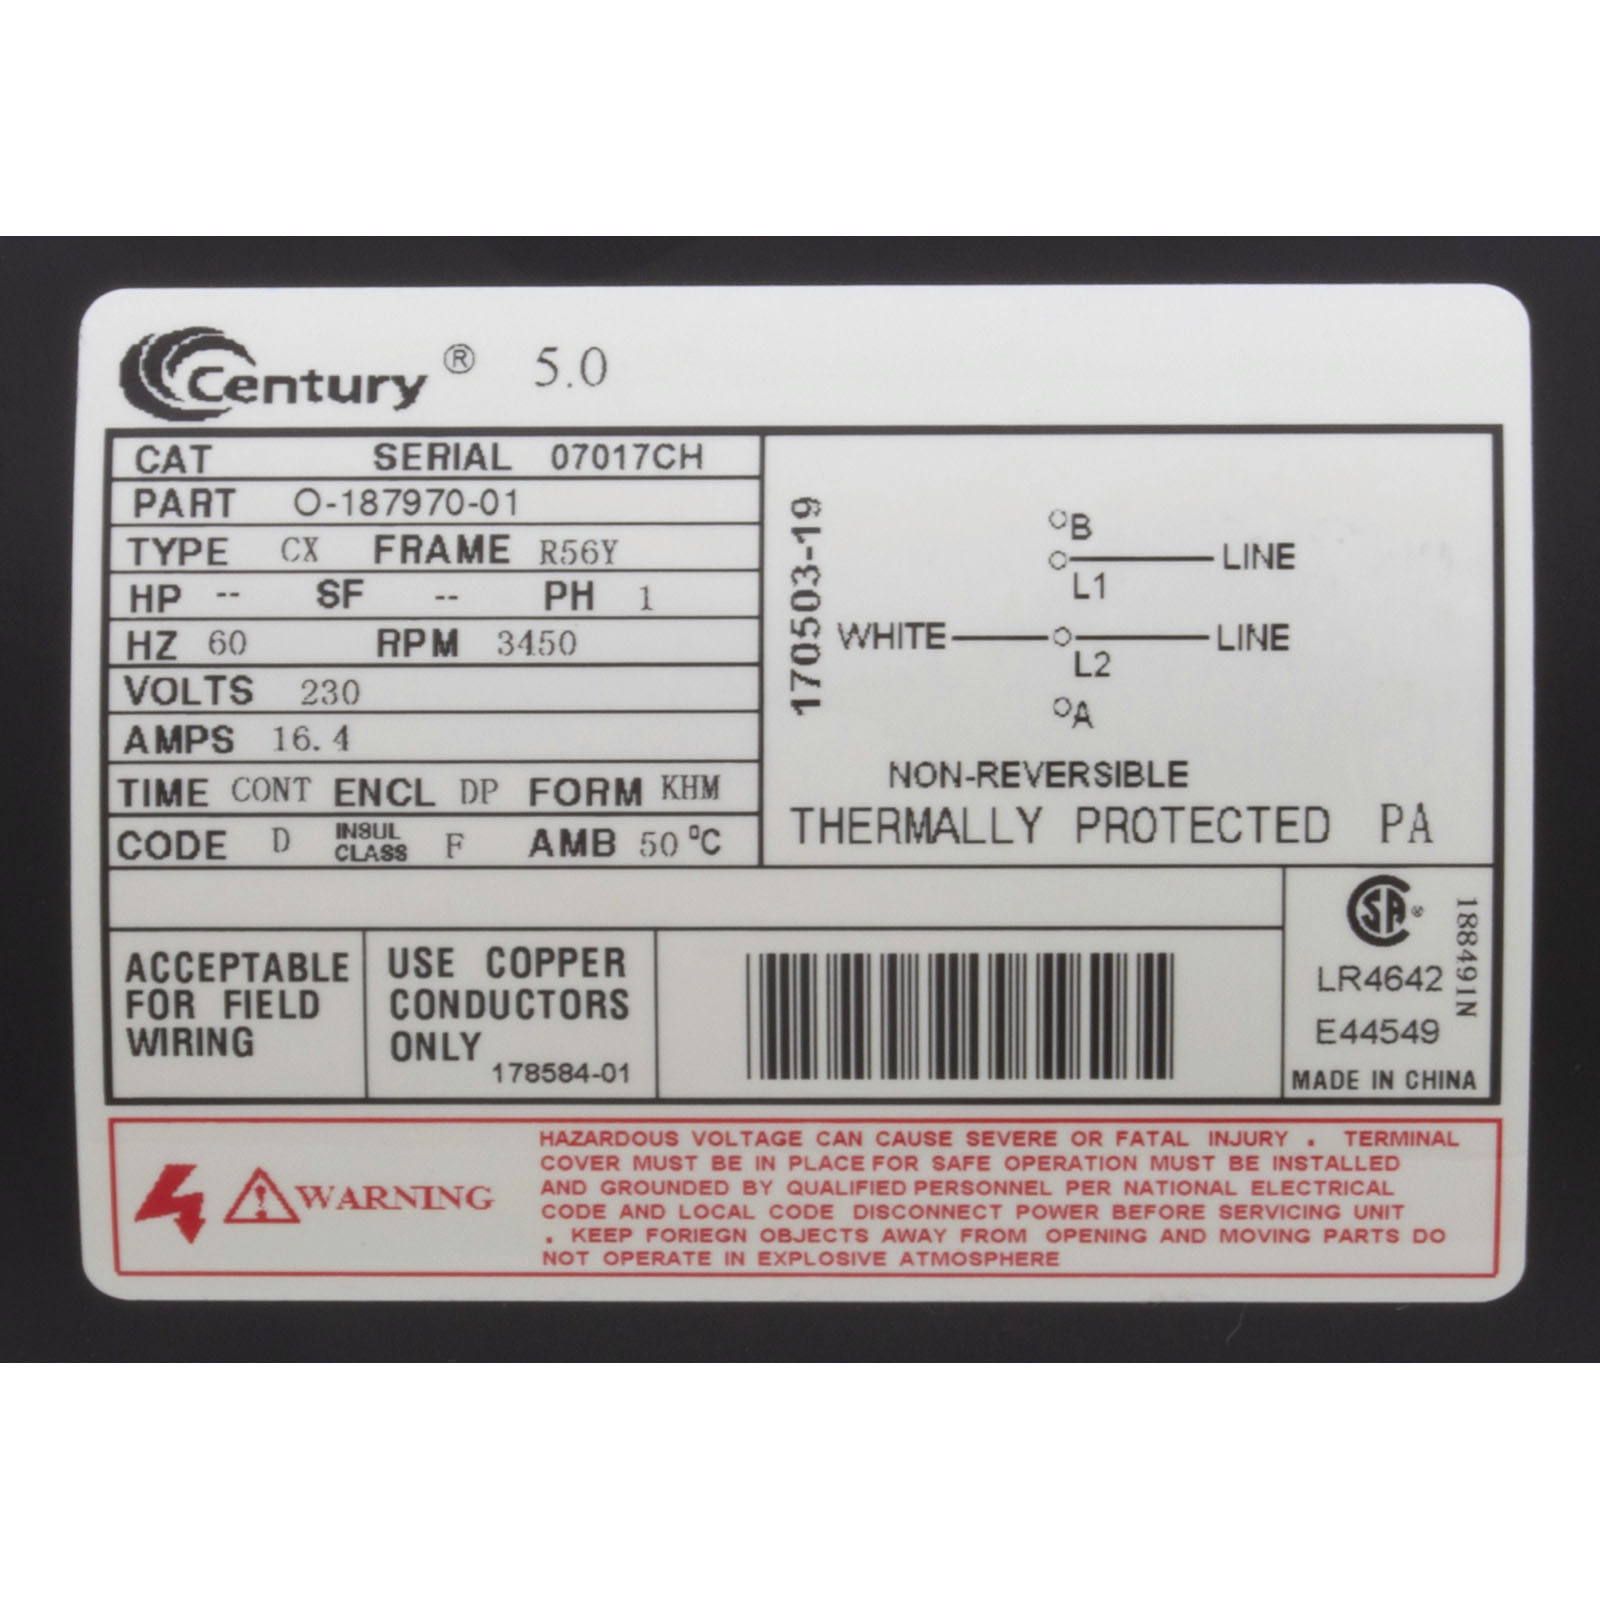 Century ® 5.0
CAT SERIAL 07017CH
PART O-187970-01
TYPE CX FRAME R56Y
HP -- SF -- PH 1
HZ 60 RPM 3450
VOLTS 230
AMPS 16.4
TIME CONT ENCL DP FORM KHM
CODE D INSUL CLASS F AMB 50 °C
170503-19
B
LINE
L1
WHITE LINE
L2
A
NON-REVERSIBLE
THERMALLY PROTECTED PA
ACCEPTABLE
FOR FIELD
WIRING
USE COPPER
CONDUCTORS
ONLY
178584-01
SA ®
LR4642
E44549
188491N
MADE IN CHINA
WARNING
HAZARDOUS VOLTAGE CAN CAUSE SEVERE OR FATAL INJURY . TERMINAL
COVER MUST BE IN PLACE FOR SAFE OPERATION MUST BE INSTALLED
AND GROUNDED BY QUALIFIED PERSONNEL PER NATIONAL ELECTRICAL
CODE AND LOCAL CODE DISCONNECT POWER BEFORE SERVICING UNIT
. KEEP FORIEGN OBJECTS AWAY FROM OPENING AND MOVING PARTS DO
NOT OPERATE IN EXPLOSIVE ATMOSPHERE